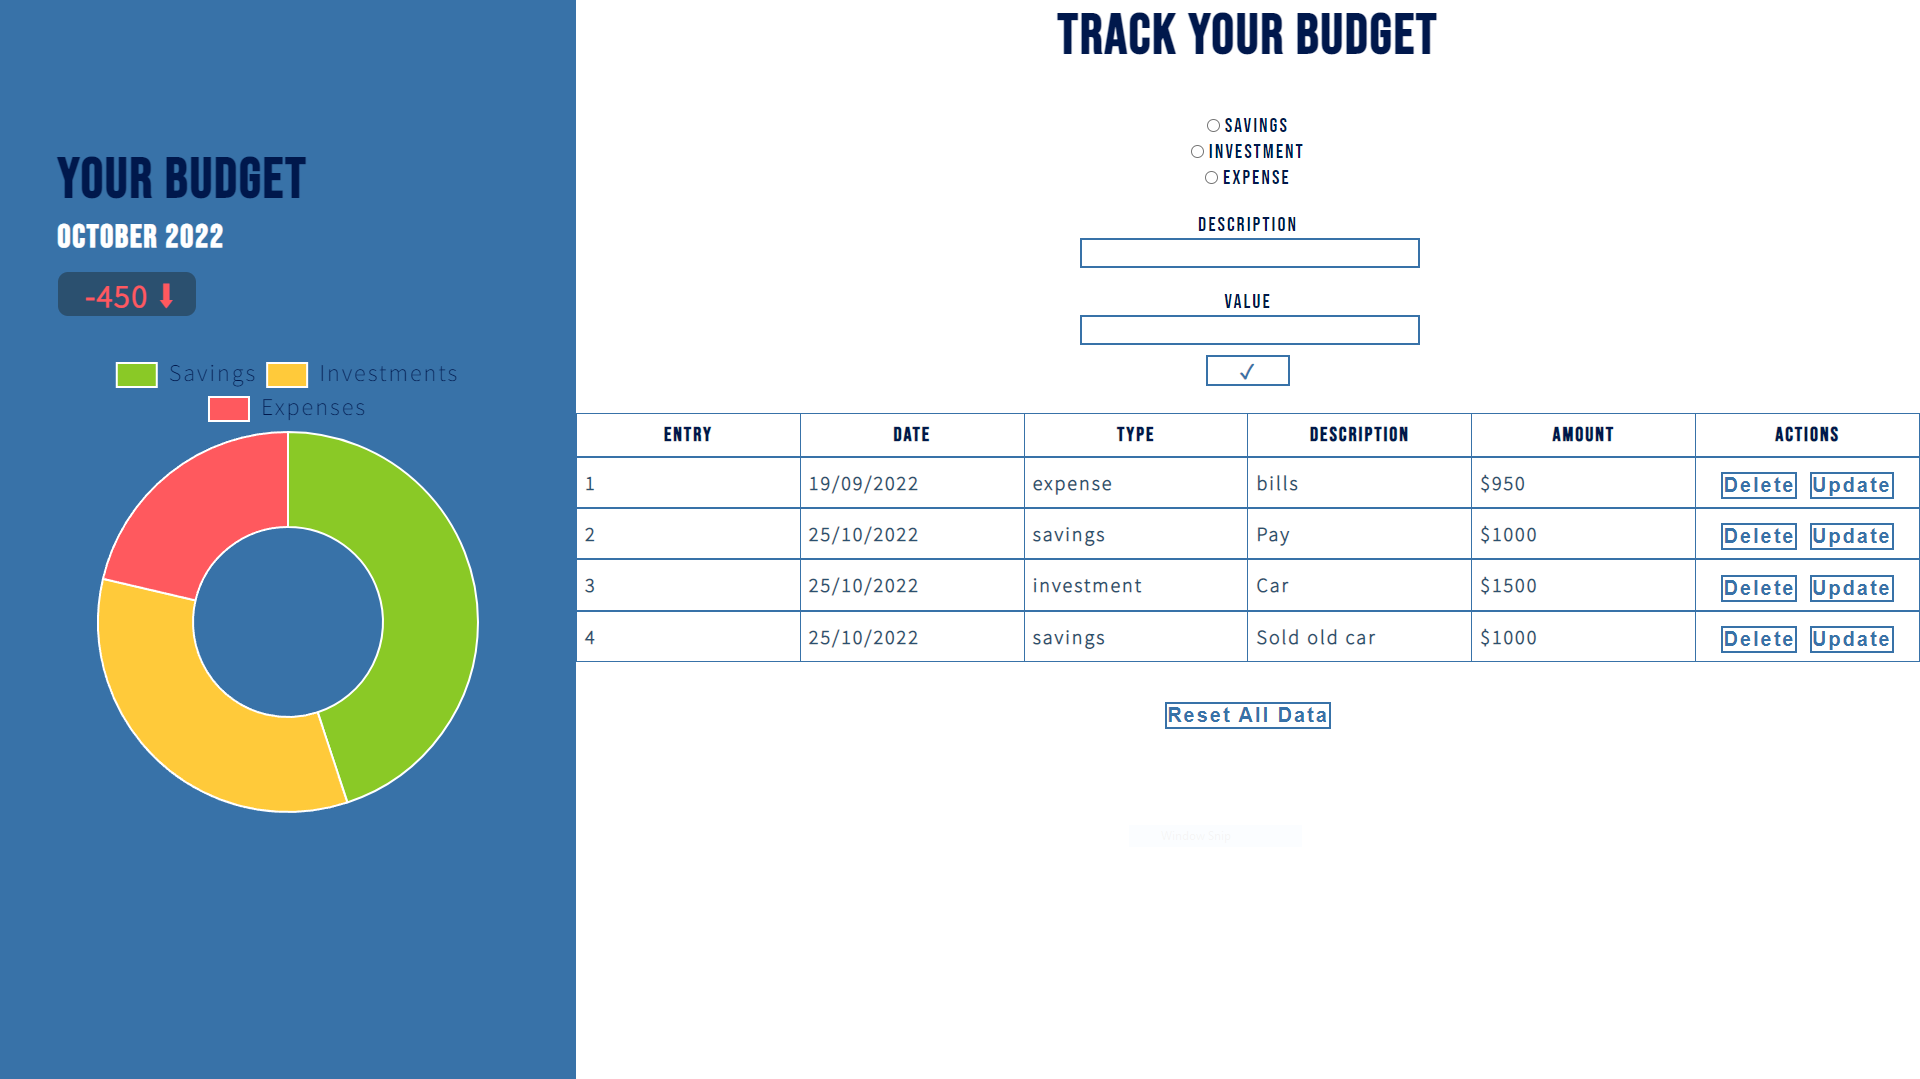 YOUR BUDGET
OCTOBER 2022
-450 ⬇
Savings Investments
Expenses
TRACK YOUR BUDGET
SAVINGS
INVESTMENT
EXPENSE
DESCRIPTION
VALUE
✓
ENTRY DATE TYPE DESCRIPTION AMOUNT ACTIONS
1 19/09/2022 expense bills $950 Delete Update
2 25/10/2022 savings Pay $1000 Delete Update
3 25/10/2022 investment Car $1500 Delete Update
4 25/10/2022 savings Sold old car $1000 Delete Update
Reset All Data
Window Snip